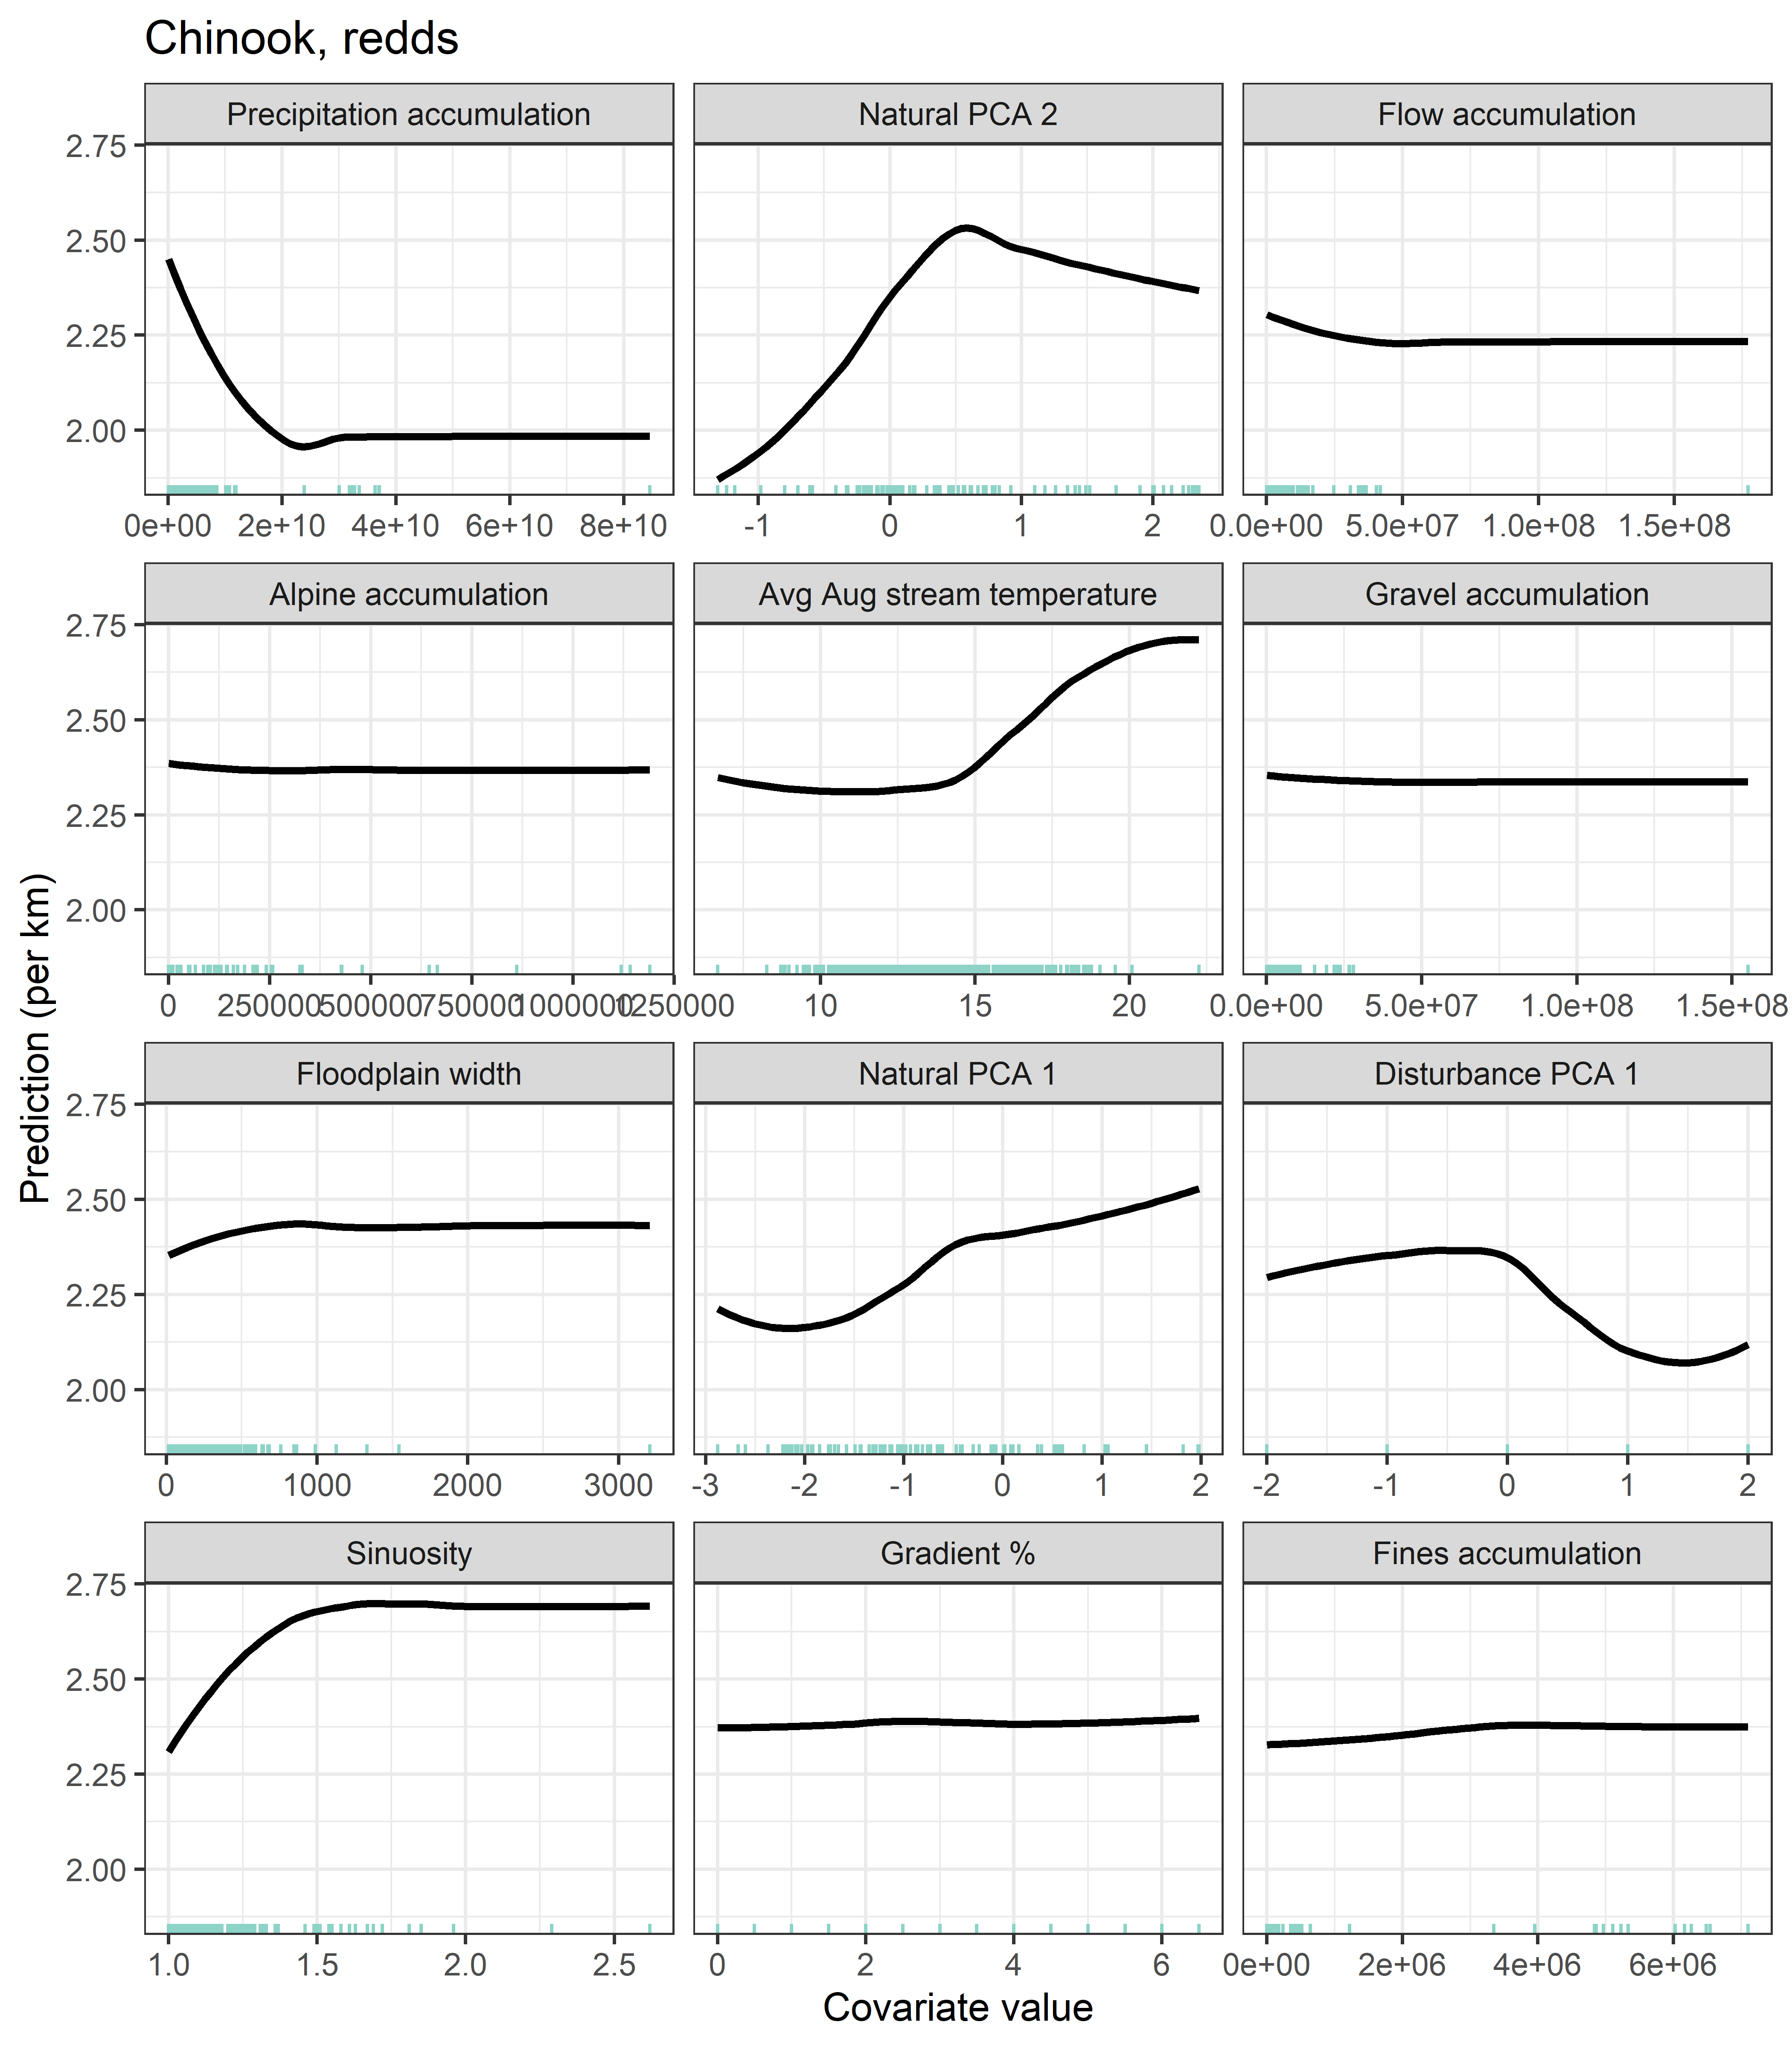 Chinook, redds
Precipitation accumulation
Natural PCA 2
Flow accumulation
2.75
2.50
2.25
2.00
0e+00 2e+10 4e+10 6e+10 8e+10
-1 0 1 2
0.0e+00 5.0e+07 1.0e+08 1.5e+08
Alpine accumulation
Avg Aug stream temperature
Gravel accumulation
2.75
2.50
2.25
2.00
0 250000 500000 750000 1000000 1250000
10 15 20
0.0e+00 5.0e+07 1.0e+08 1.5e+08
Prediction (per km)
Floodplain width
Natural PCA 1
Disturbance PCA 1
2.75
2.50
2.25
2.00
0 1000 2000 3000
-3 -2 -1 0 1 2
-2 -1 0 1 2
Sinuosity
Gradient %
Fines accumulation
2.75
2.50
2.25
2.00
1.0 1.5 2.0 2.5
0 2 4 6
0e+00 2e+06 4e+06 6e+06
Covariate value